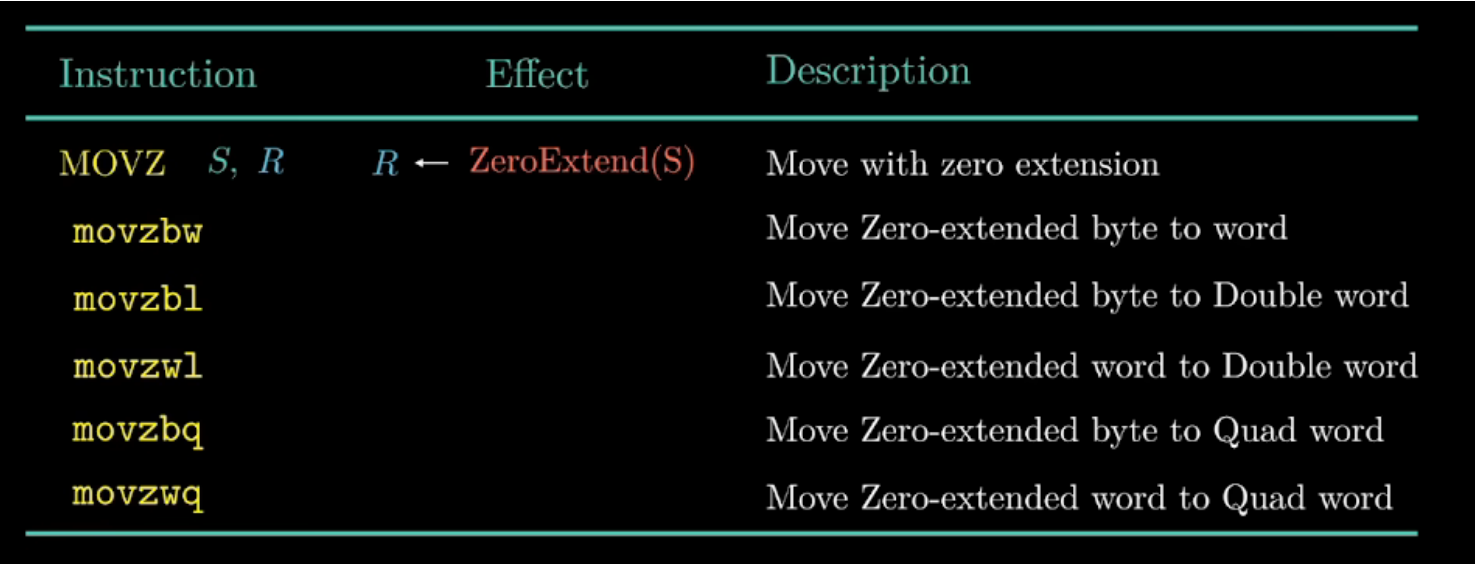 Instruction Effect Description
MOVZ S, R R ← ZeroExtend(S) Move with zero extension
movzbw Move Zero-extended byte to word
movzbl Move Zero-extended byte to Double word
movzwl Move Zero-extended word to Double word
movzbq Move Zero-extended byte to Quad word
movzwq Move Zero-extended word to Quad word